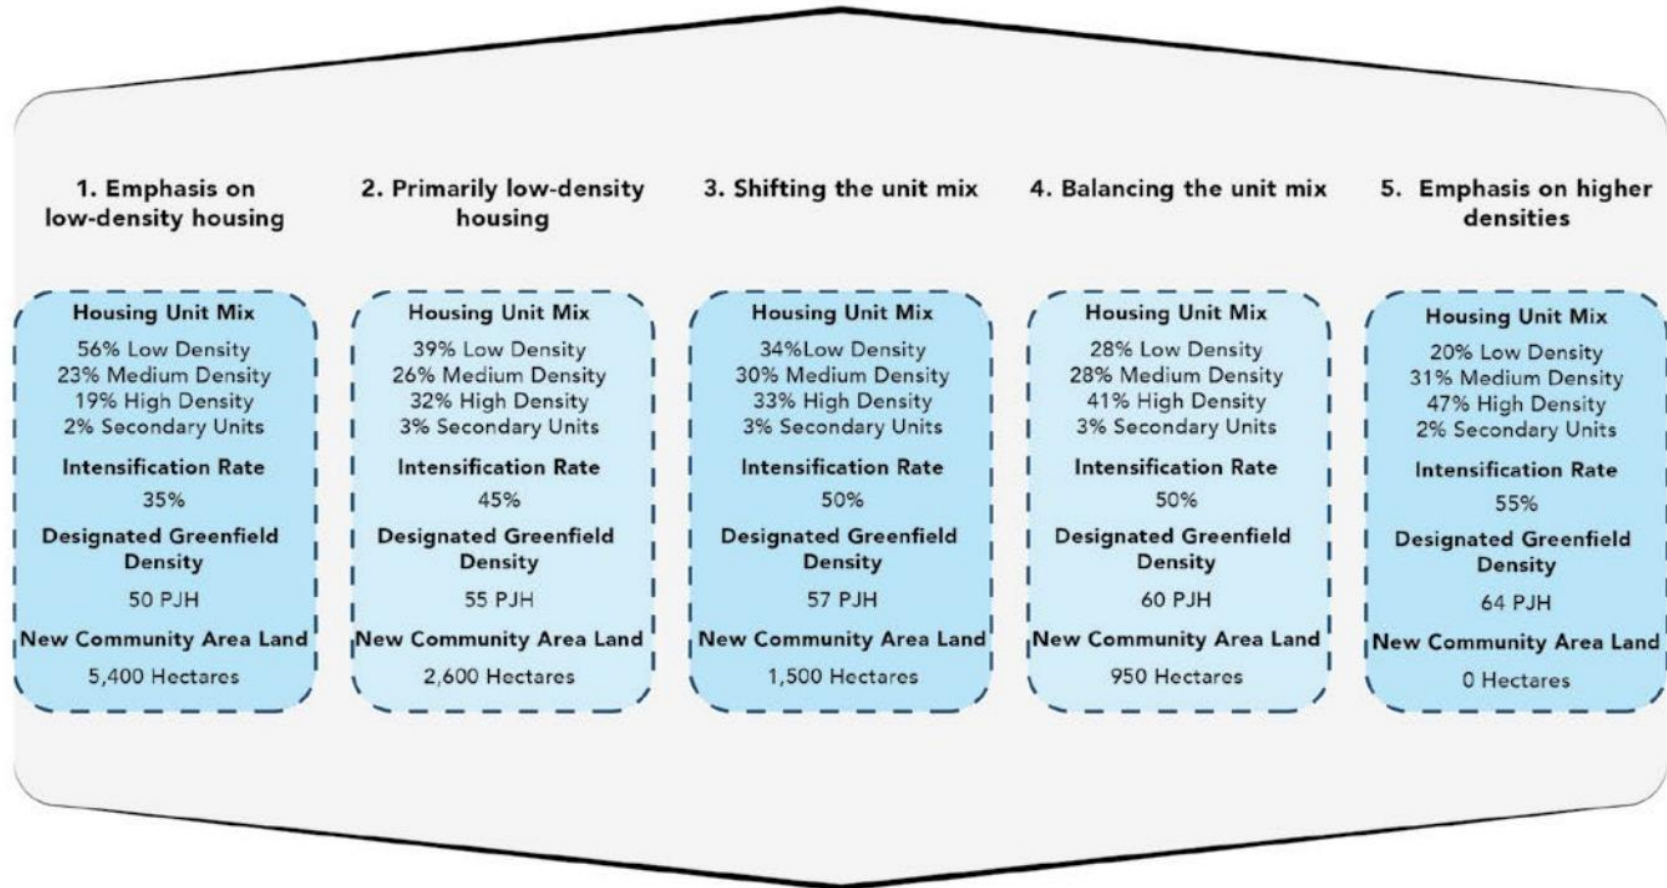 1. Emphasis on
low-density housing
Housing Unit Mix
56% Low Density
23% Medium Density
19% High Density
2% Secondary Units
Intensification Rate
35%
Designated Greenfield
Density
50 PJH
New Community Area Land
5,400 Hectares
2. Primarily low-density
housing
Housing Unit Mix
39% Low Density
26% Medium Density
32% High Density
3% Secondary Units
Intensification Rate
45%
Designated Greenfield
Density
55 PJH
New Community Area Land
2,600 Hectares
3. Shifting the unit mix
Housing Unit Mix
34%Low Density
30% Medium Density
33% High Density
3% Secondary Units
Intensification Rate
50%
Designated Greenfield
Density
57 PJH
New Community Area Land
1,500 Hectares
4. Balancing the unit mix
Housing Unit Mix
28% Low Density
28% Medium Density
41% High Density
3% Secondary Units
Intensification Rate
50%
Designated Greenfield
Density
60 PJH
New Community Area Land
950 Hectares
5. Emphasis on higher
densities
Housing Unit Mix
20% Low Density
31% Medium Density
47% High Density
2% Secondary Units
Intensification Rate
55%
Designated Greenfield
Density
64 PJH
New Community Area Land
0 Hectares